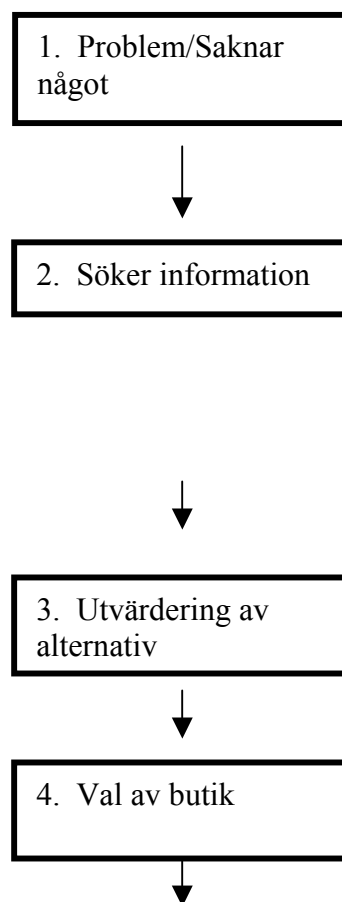 1. Problem/Saknar
något
2. Söker information
3. Utvärdering av
alternativ
4. Val av butik